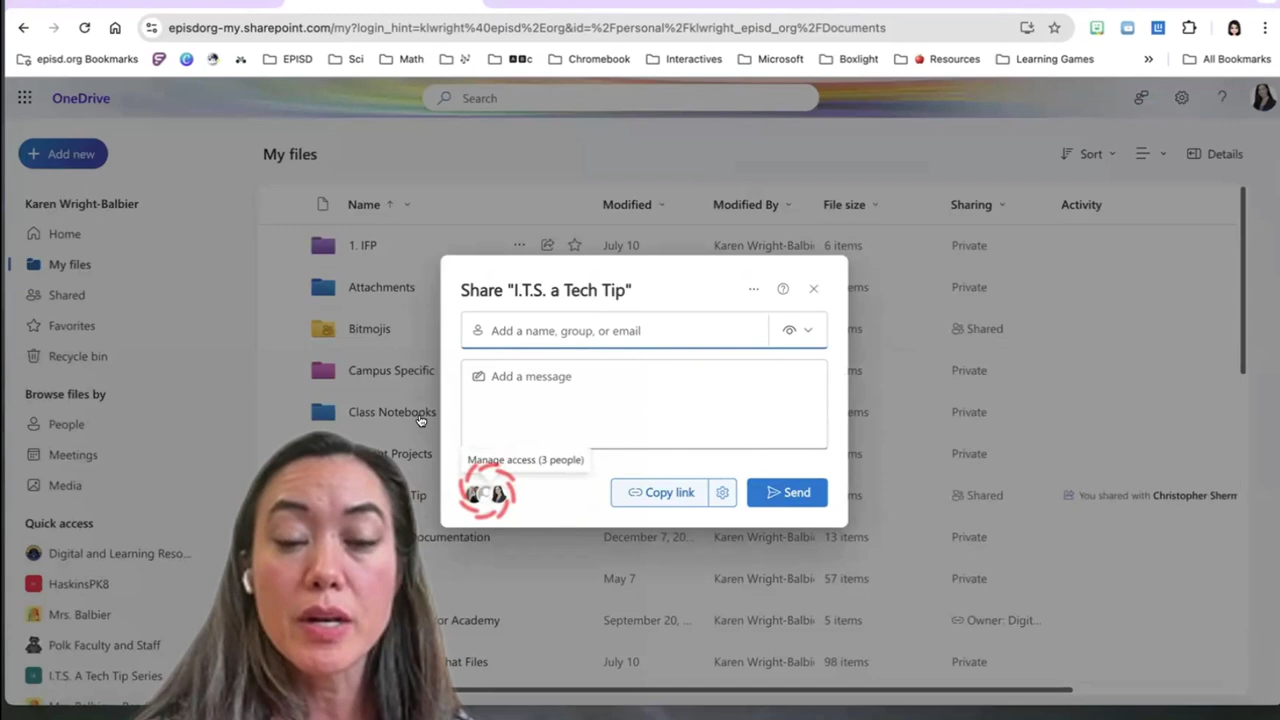 episdorg-my.sharepoint.com/my?login_hint=klwright%40episd%2Eorg&id=%2Fpersonal%2Fklwright_episd_org%2FDocuments
episd.org Bookmarks EPISD Sci Math Chromebook Interactives Microsoft Boxlight Resources Learning Games » All Bookmarks
OneDrive Search ?
+ Add new My files Sort Details
Karen Wright-Balbier Name Modified Modified By File size Sharing Activity
Home 1. IFP July 10 Karen Wright-Balbi 6 items Private
My files
Attachments Private
Shared
Favorites Bitmojis Shared
Recycle bin Campus Specific Private
Browse files by
People Class Notebooks Private
Meetings Projects Private
Media Tip Shared You shared with Christopher Sherm
Quick access
Digital and Learning Reso... ocumentation December 7, 20... Karen Wright-Balbi 13 items Private
HaskinsPK8 May 7 Karen Wright-Balbi 57 items Private
Mrs. Balbier or Academy September 20, ... Karen Wright-Balbi 5 items Owner: Digit...
Polk Faculty and Staff
I.T.S. A Tech Tip Series hat Files July 10 Karen Wright-Balbi 98 items Private
Share "I.T.S. a Tech Tip"
Add a name, group, or email
Add a message
Manage access (3 people)
Copy link Send